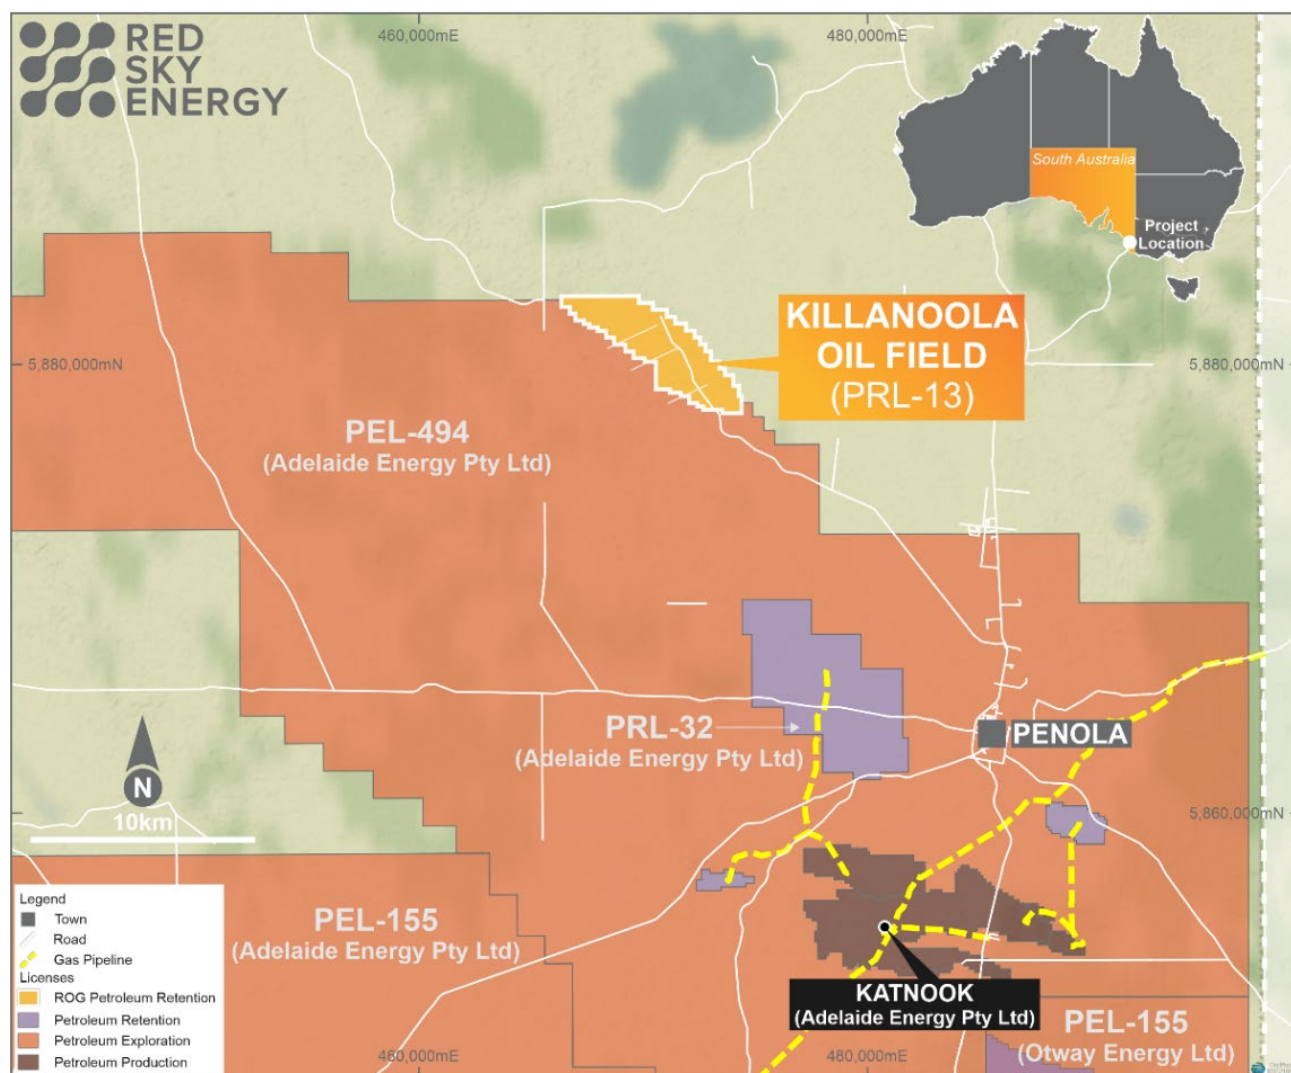 RED
SKY
ENERGY
460,000mE
480,000mE
South Australia
Project
Location
KILLANOOLA
OIL FIELD
(PRL-13)
5,880,000mN
5,880,000mN
PEL-494
(Adelaide Energy Pty Ltd)
PRL-32
(Adelaide Energy Pty Ltd)
PENOLA
N
10km
5,860,000mN
PEL-155
(Adelaide Energy Pty Ltd)
KATNOOK
(Adelaide Energy Pty Ltd)
PEL-155
(Otway Energy Ltd)
Legend
Town
Road
Gas Pipeline
Licenses
ROG Petroleum Retention
Petroleum Retention
Petroleum Exploration
Petroleum Production
460,000mE
480,000mE